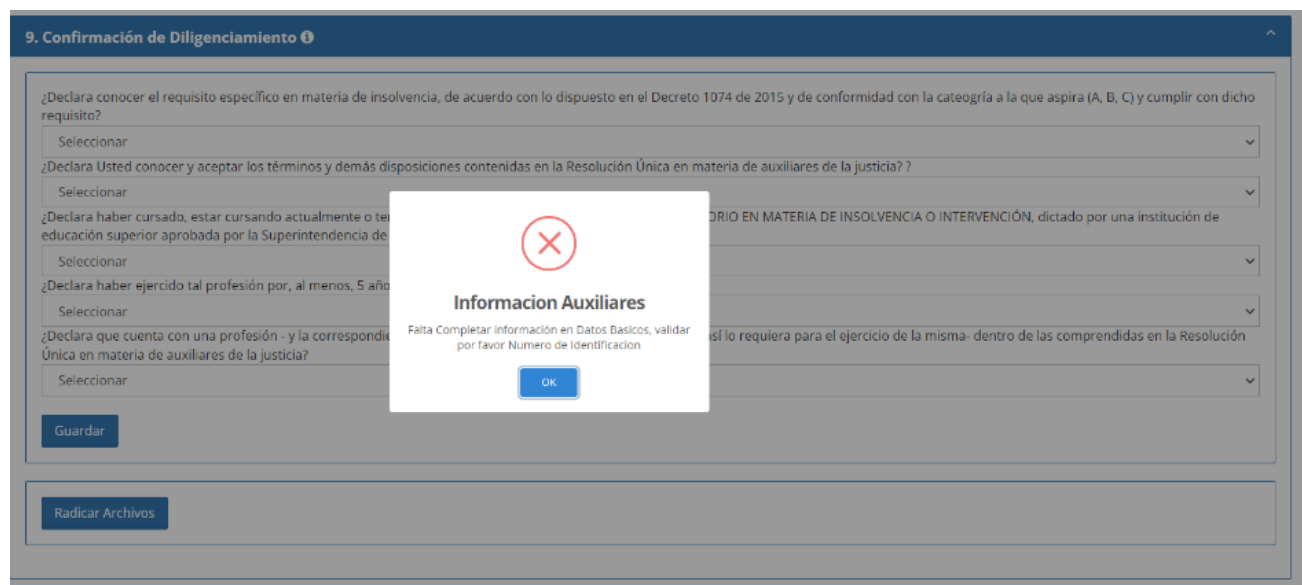 9. Confirmación de Diligenciamiento
¿Declara conocer el requisito específico en materia de insolvencia, de acuerdo con lo dispuesto en el Decreto 1074 de 2015 y de conformidad con la cateogría a la que aspira (A, B, C) y cumplir con dicho
requisito?
Seleccionar
¿Declara Usted conocer y aceptar los términos y demás disposiciones contenidas en la Resolución Única en materia de auxiliares de la justicia? ?
Seleccionar
¿Declara haber cursado, estar cursando actualmente o ORIO EN MATERIA DE INSOLVENCIA O INTERVENCIÓN, dictado por una institución de
educación superior aprobada por la Superintendencia de
Seleccionar
¿Declara haber ejercido tal profesión por, al menos, 5
Seleccionar
¿Declara que cuenta con una profesión - y la así lo requiera para el ejercicio de la misma- dentro de las comprendidas en la Resolución
Única en materia de auxiliares de la justicia?
Seleccionar
Informacion Auxiliares
Falta Completar información en Datos Basicos, validar
por favor Numero de Identificacion
OK
Guardar
Radicar Archivos